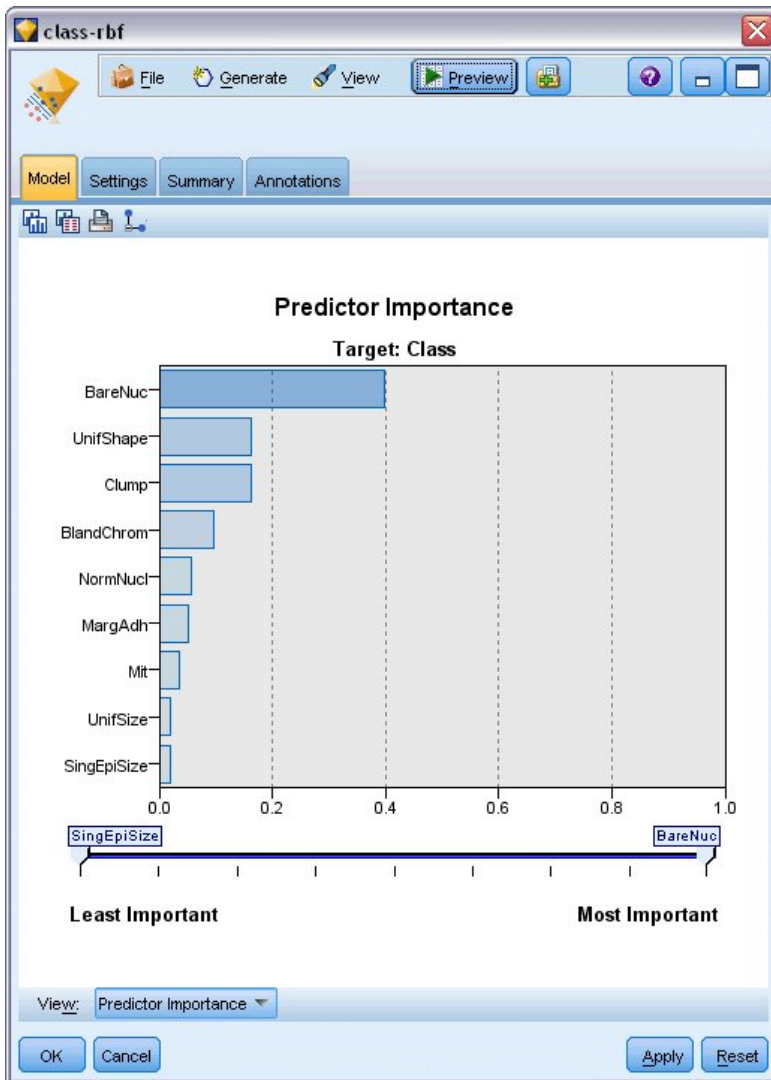 class-rbf
File Generate View Preview
Model Settings Summary Annotations
Predictor Importance
Target: Class
BareNuc
UnifShape
Clump
BlandChrom
NormNucl
MargAdh
Mit
UnifSize
SingEpiSize
0.0 0.2 0.4 0.6 0.8 1.0
SingEpiSize BareNuc
Least Important Most Important
View: Predictor Importance
OK Cancel Apply Reset